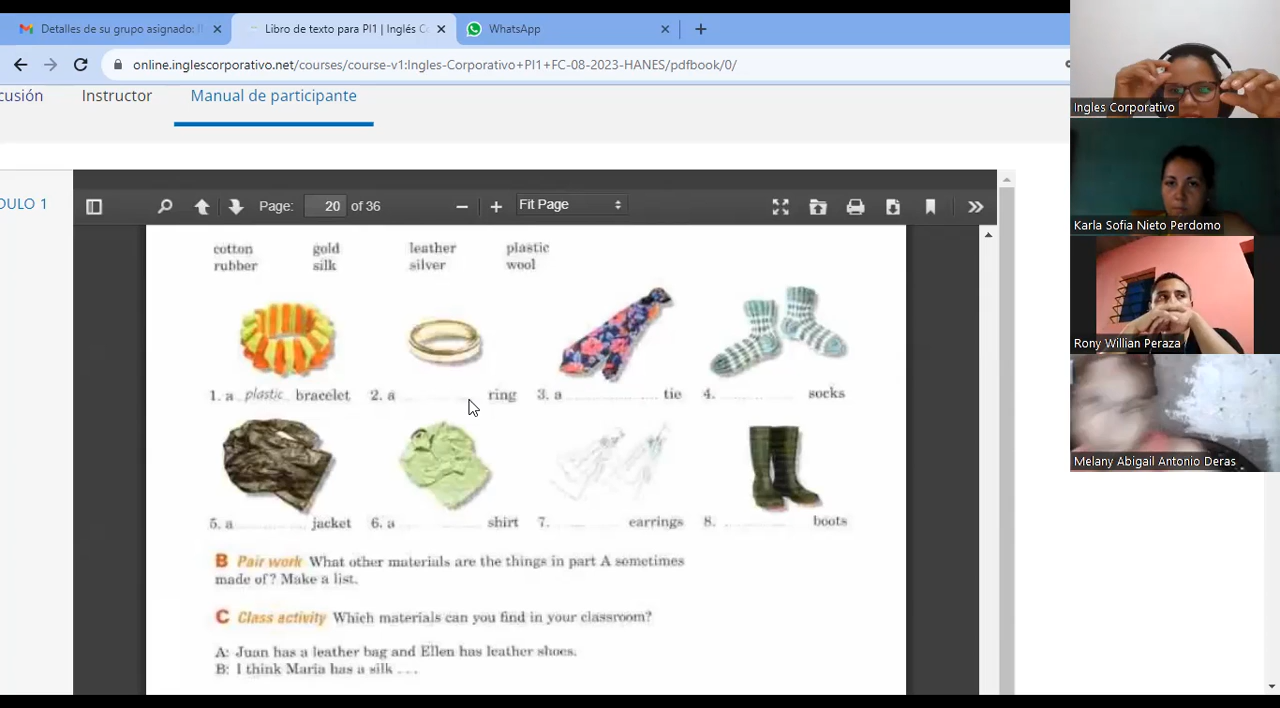 Detalles de su grupo asignado: I
Libro de texto para PI1 | Inglés C
WhatsApp
online.inglescorporativo.net/courses/course-v1:Ingles-Corporativo+PI1+FC-08-2023-HANES/pdfbook/0/
cusión Instructor Manual de participante
DULO 1
Page: 20 of 36 Fit Page
cotton gold leather plastic
rubber silk silver wool
1. a plastic bracelet 2. a ring 3. a tie 4. socks
5. a jacket 6. a shirt 7. earrings 8. boots
B Pair work What other materials are the things in part A sometimes
made of? Make a list.
C Class activity Which materials can you find in your classroom?
A: Juan has a leather bag and Ellen has leather shoes.
B: I think Maria has a silk . . .
Ingles Corporativo
Karla Sofia Nieto Perdomo
Rony Willian Peraza
Melany Abigail Antonio Deras